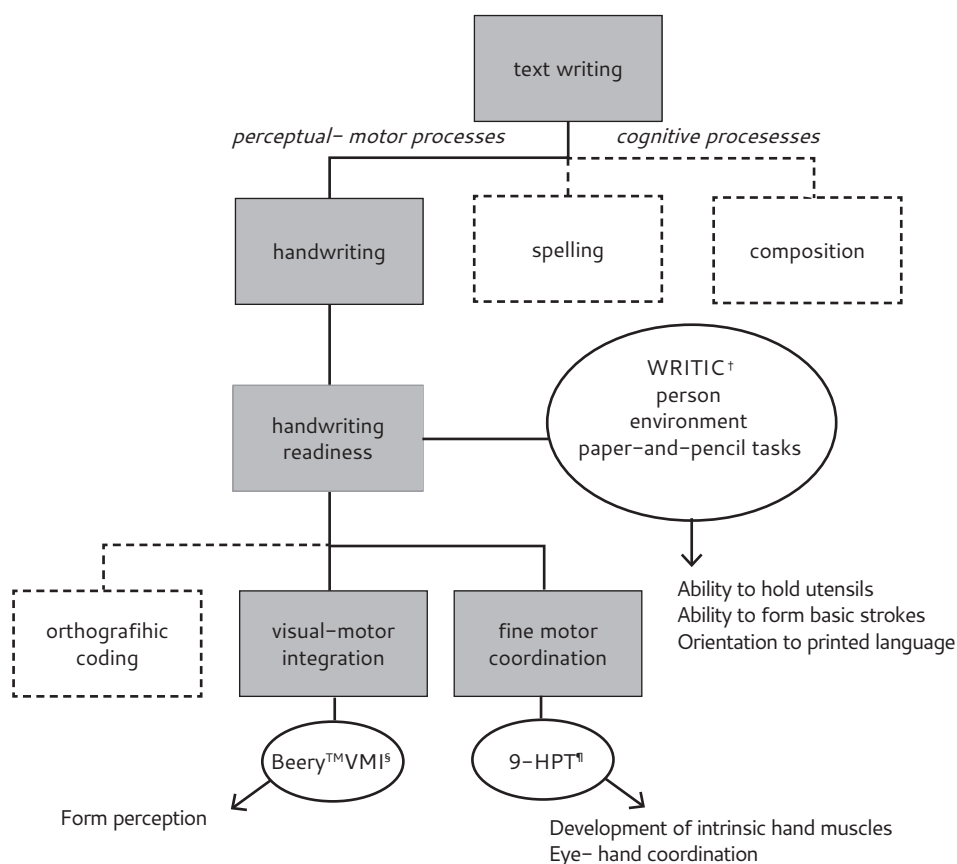 text writing
perceptual- motor processes
cognitive procesesses
handwriting
spelling
composition
WRITIC†
person
environment
paper-and-pencil tasks
handwriting
readiness
Ability to hold utensils
Ability to form basic strokes
Orientation to printed language
orthografihic
coding
visual-motor
integration
fine motor
coordination
Beery™VMI§
9-HPT¶
Form perception
Development of intrinsic hand muscles
Eye- hand coordination